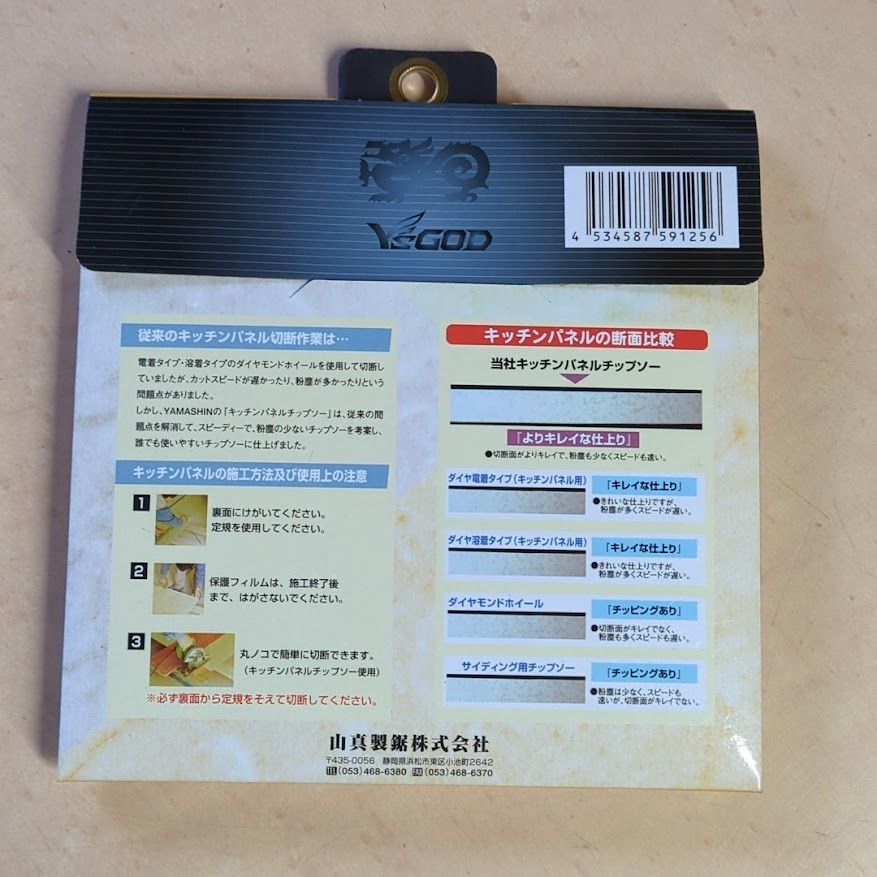 YsGOD
4 534587 591256
従来のキッチンパネル切断作業は…
電着タイプ・溶着タイプのダイヤモンドホイールを使用して切断し
ていましたが、カットスピードが遅かったり、粉塵が多かったりという
問題点がありました。
しかし、YAMASHINの「キッチンパネルチップソー」は、従来の問
題点を解消して、スピーディーで、粉塵の少ないチップソーを考案し、
誰でも使いやすいチップソーに仕上げました。
キッチンパネルの施工方法及び使用上の注意
1
裏面にけがいてください。
定規を使用してください。
2
保護フィルムは、施工終了後
まで、はがさないでください。
3
丸ノコで簡単に切断できます。
(キッチンパネルチップソー使用)
※必ず裏面から定規をそえて切断してください。
キッチンパネルの断面比較
当社キッチンパネルチップソー
「よりキレイな仕上り」
●切断面がよりキレイで、粉塵も少なくスピードも速い。
ダイヤ電着タイプ(キッチンパネル用)
「キレイな仕上り」
●きれいな仕上りですが、
粉塵が多くスピードが遅い。
ダイヤ溶着タイプ(キッチンパネル用)
「キレイな仕上り」
●きれいな仕上りですが、
粉塵が多くスピードが遅い。
ダイヤモンドホイール
「チッピングあり」
●切断面がキレイでなく、
粉塵も多くスピードも遅い。
サイディング用チップソー
「チッピングあり」
●粉塵は少なく、スピードも
速いが、切断面がキレイでない。
山真製鋸株式会社
〒435-0056 静岡県浜松市東区小池町2642
TEL(053)468-6380 FAX(053)468-6370